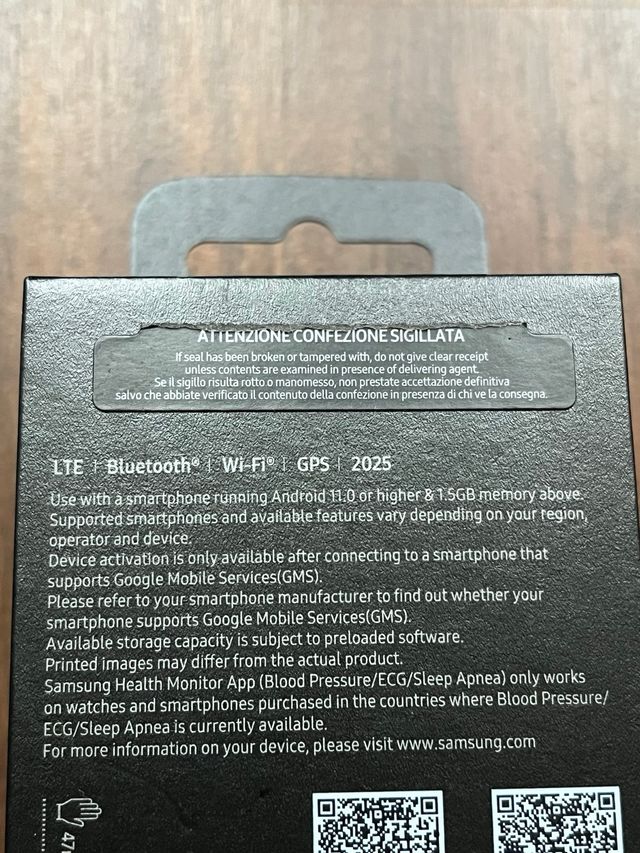 ATTENZIONE CONFEZIONE SIGILLATA
If seal has been broken or tampered with, do not give clear receipt
unless contents are examined in presence of delivering agent.
Se il sigillo risulta rotto o manomesso, non prestate accettazione definitiva
salvo che abbiate verificato il contenuto della confezione in presenza di chi ve la consegna.
LTE | Bluetooth® | Wi-Fi® | GPS | 2025
Use with a smartphone running Android 11.0 or higher & 1.5GB memory above.
Supported smartphones and available features vary depending on your region,
operator and device.
Device activation is only available after connecting to a smartphone that
supports Google Mobile Services(GMS).
Please refer to your smartphone manufacturer to find out whether your
smartphone supports Google Mobile Services(GMS).
Available storage capacity is subject to preloaded software.
Printed images may differ from the actual product.
Samsung Health Monitor App (Blood Pressure/ECG/Sleep Apnea) only works
on watches and smartphones purchased in the countries where Blood Pressure/
ECG/Sleep Apnea is currently available.
For more information on your device, please visit www.samsung.com